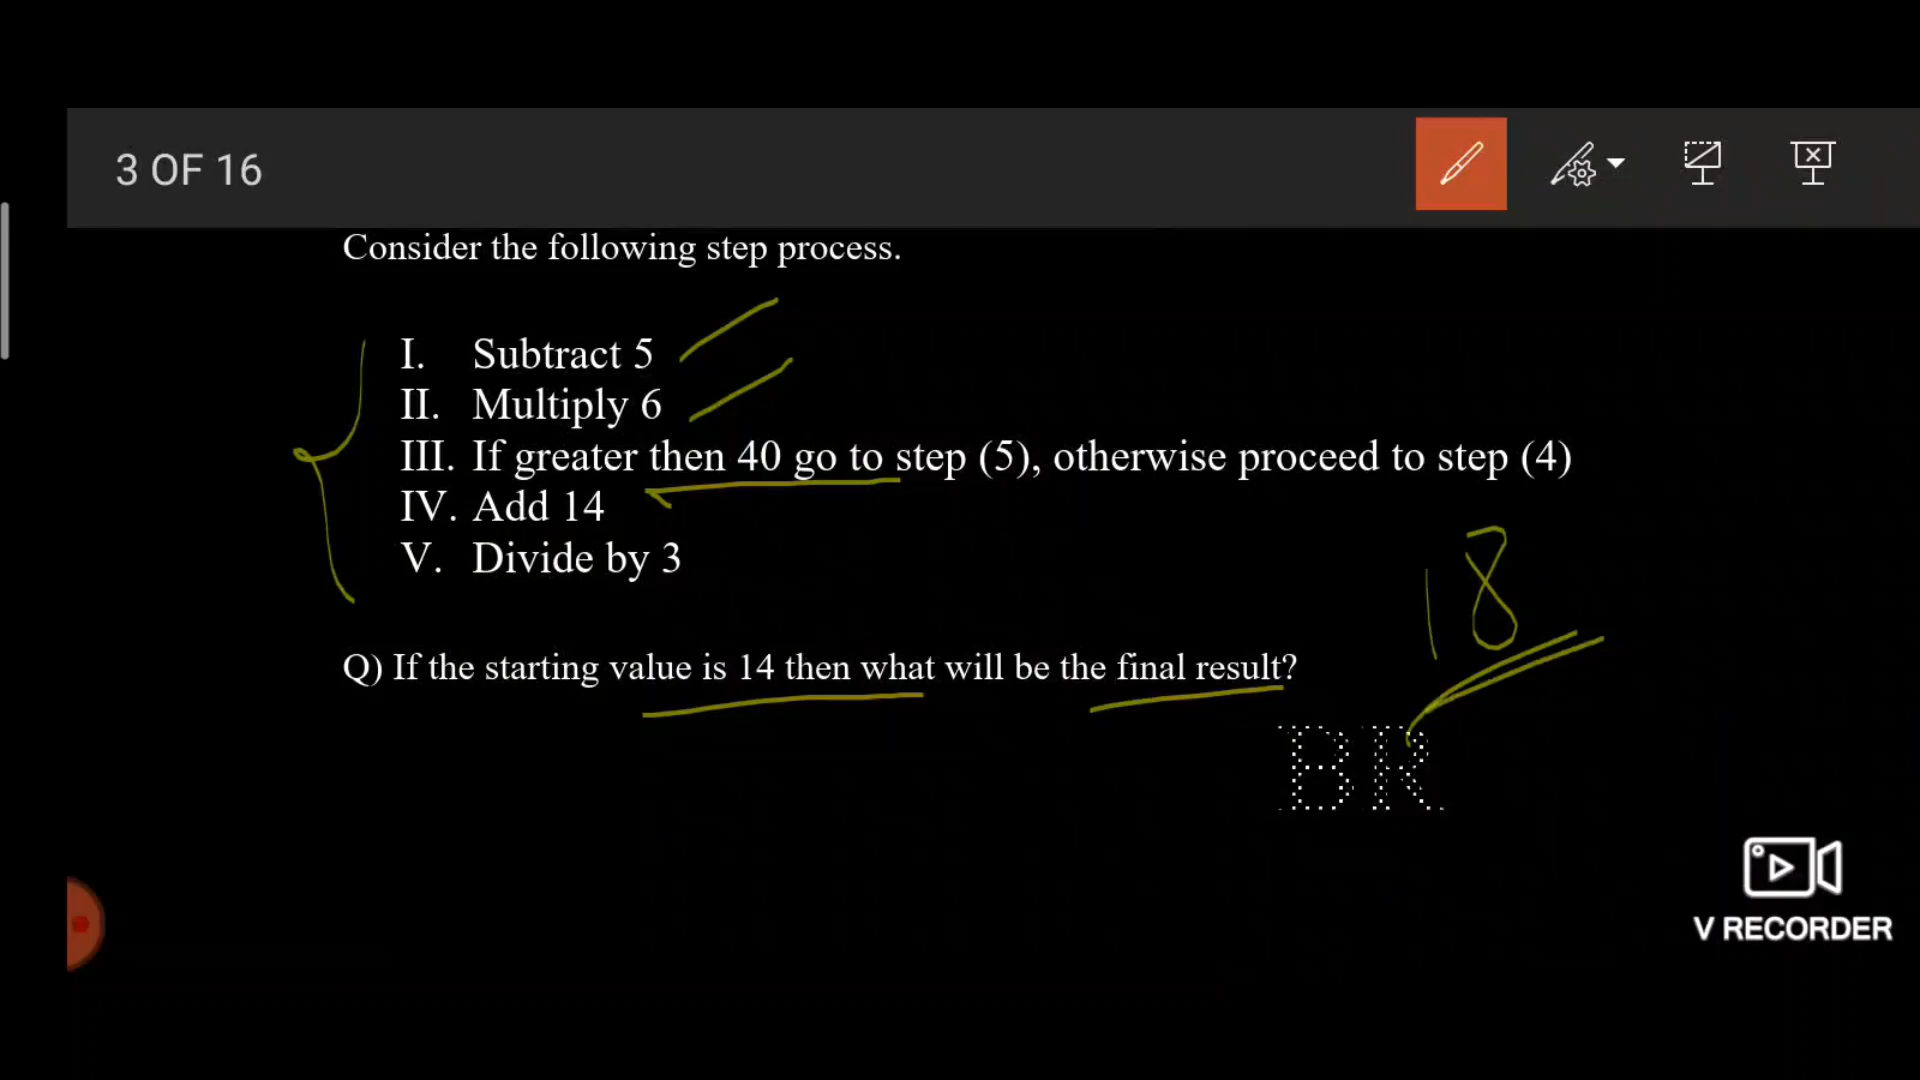 3 OF 16
Consider the following step process.
I. Subtract 5
II. Multiply 6
III. If greater then 40 go to step (5), otherwise proceed to step (4)
IV. Add 14
V. Divide by 3
18
Q) If the starting value is 14 then what will be the final result?
BR
V RECORDER